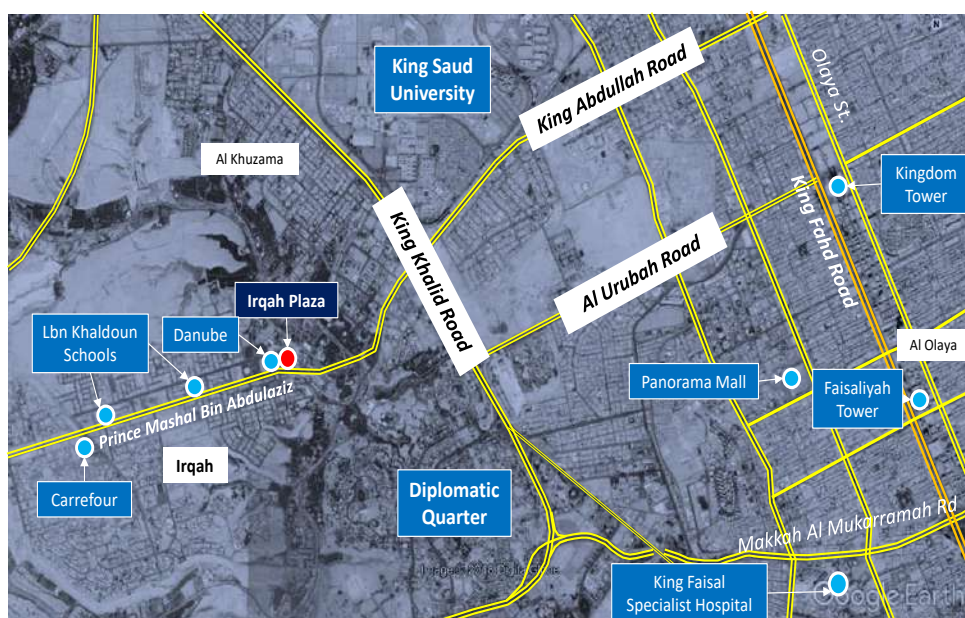 N
King Saud
University
King Abdullah Road
Olaya St.
Al Khuzama
Kingdom
Tower
King Khalid Road
King Fahd Road
Al Urubah Road
Irqah Plaza
Lbn Khaldoun
Schools
Danube
Al Olaya
Panorama Mall
Faisaliyah
Tower
Prince Mashal Bin Abdulaziz
Irqah
Carrefour
Diplomatic
Quarter
Makkah Al Mukarramah Rd
King Faisal
Specialist Hospital
Google Earth